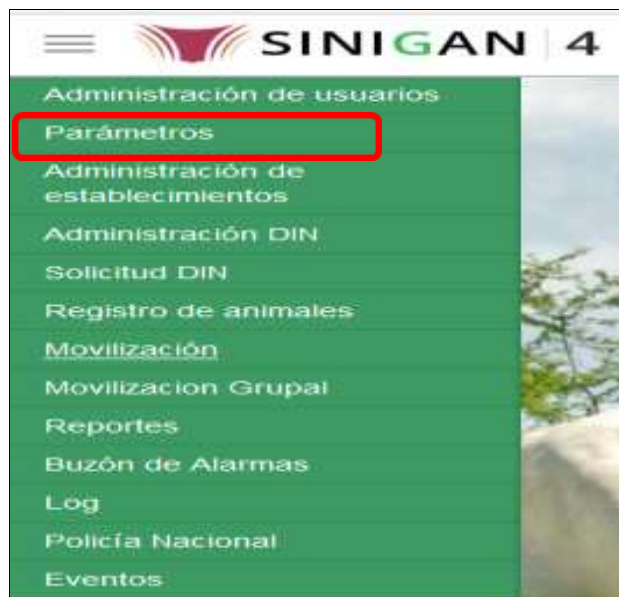 SINIGAN 4
Administración de usuarios
Parámetros
Administración de
establecimientos
Administración DIN
Solicitud DIN
Registro de animales
Movilización
Movilizacion Grupal
Reportes
Buzón de Alarmas
Log
Policía Nacional
Eventos